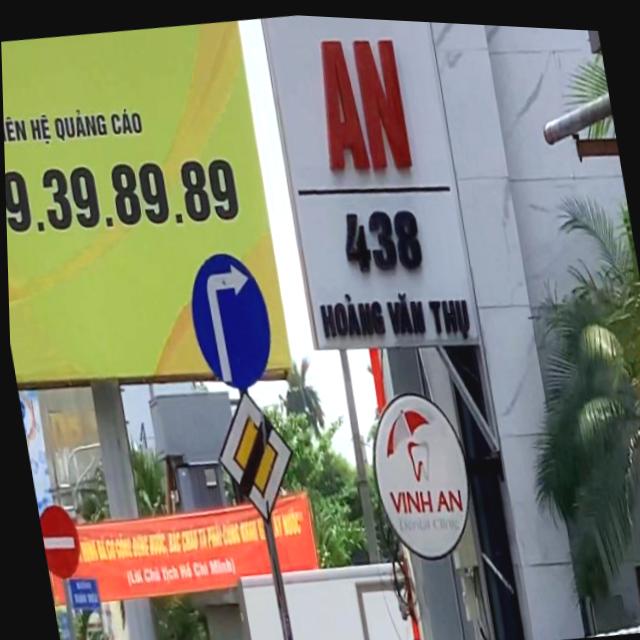 HỆ QUẢNG CÁO
9.39.89.89
AN
438
HOÀNG VĂN THỤ
VINH AN
Dental Clinic
(Lời Chủ Tịch Hồ Chí Minh)